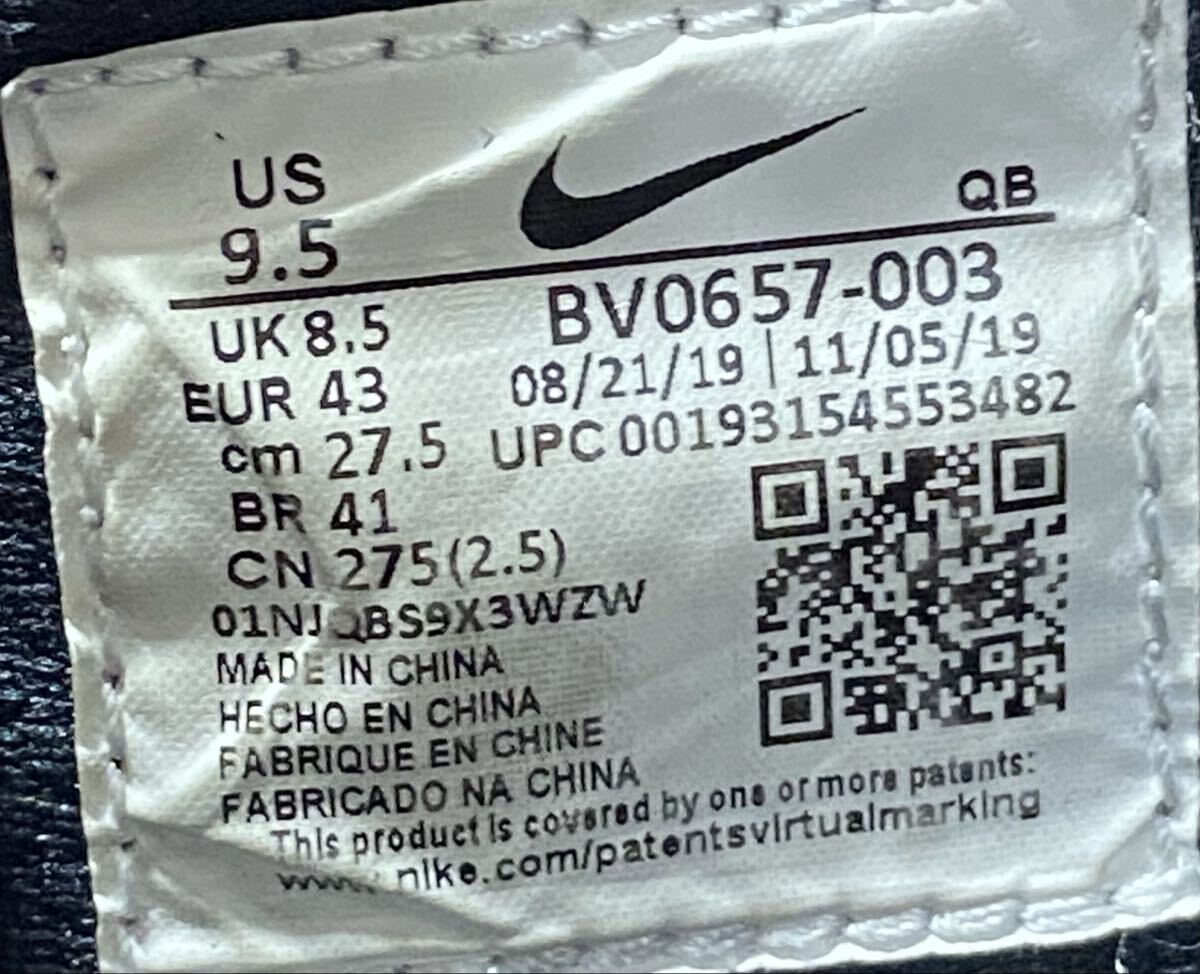 US
9.5
QB
UK 8.5
BV0657-003
EUR 43
08/21/19 | 11/05/19
cm 27.5
UPC 00193154553482
BR 41
CN 275(2.5)
01NJQBS9X3WZW
MADE IN CHINA
HECHO EN CHINA
FABRIQUE EN CHINE
FABRICADO NA CHINA
This product is covered by one or more patents:
www.nike.com/patentsvirtualmarking